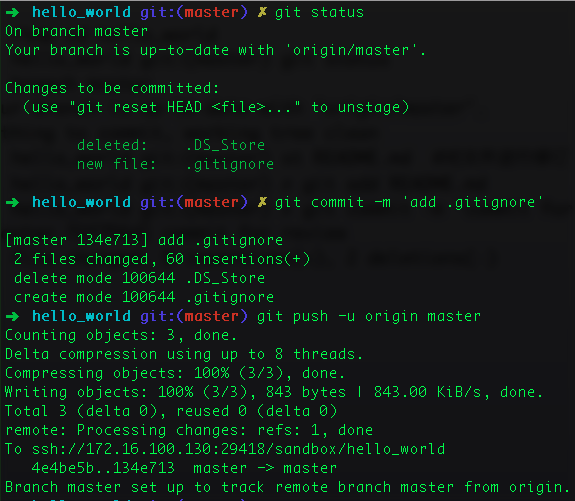 ➜ hello_world git:(master) ✗ git status
On branch master
Your branch is up-to-date with 'origin/master'.
Changes to be committed:
(use "git reset HEAD <file>..." to unstage)
deleted: .DS_Store
new file: .gitignore
➜ hello_world git:(master) ✗ git commit -m 'add .gitignore'
[master 134e713] add .gitignore
2 files changed, 60 insertions(+)
delete mode 100644 .DS_Store
create mode 100644 .gitignore
➜ hello_world git:(master) git push -u origin master
Counting objects: 3, done.
Delta compression using up to 8 threads.
Compressing objects: 100% (3/3), done.
Writing objects: 100% (3/3), 843 bytes | 843.00 KiB/s, done.
Total 3 (delta 0), reused 0 (delta 0)
remote: Processing changes: refs: 1, done
To ssh://172.16.100.130:29418/sandbox/hello_world
4e4be5b..134e713 master -> master
Branch master set up to track remote branch master from origin.